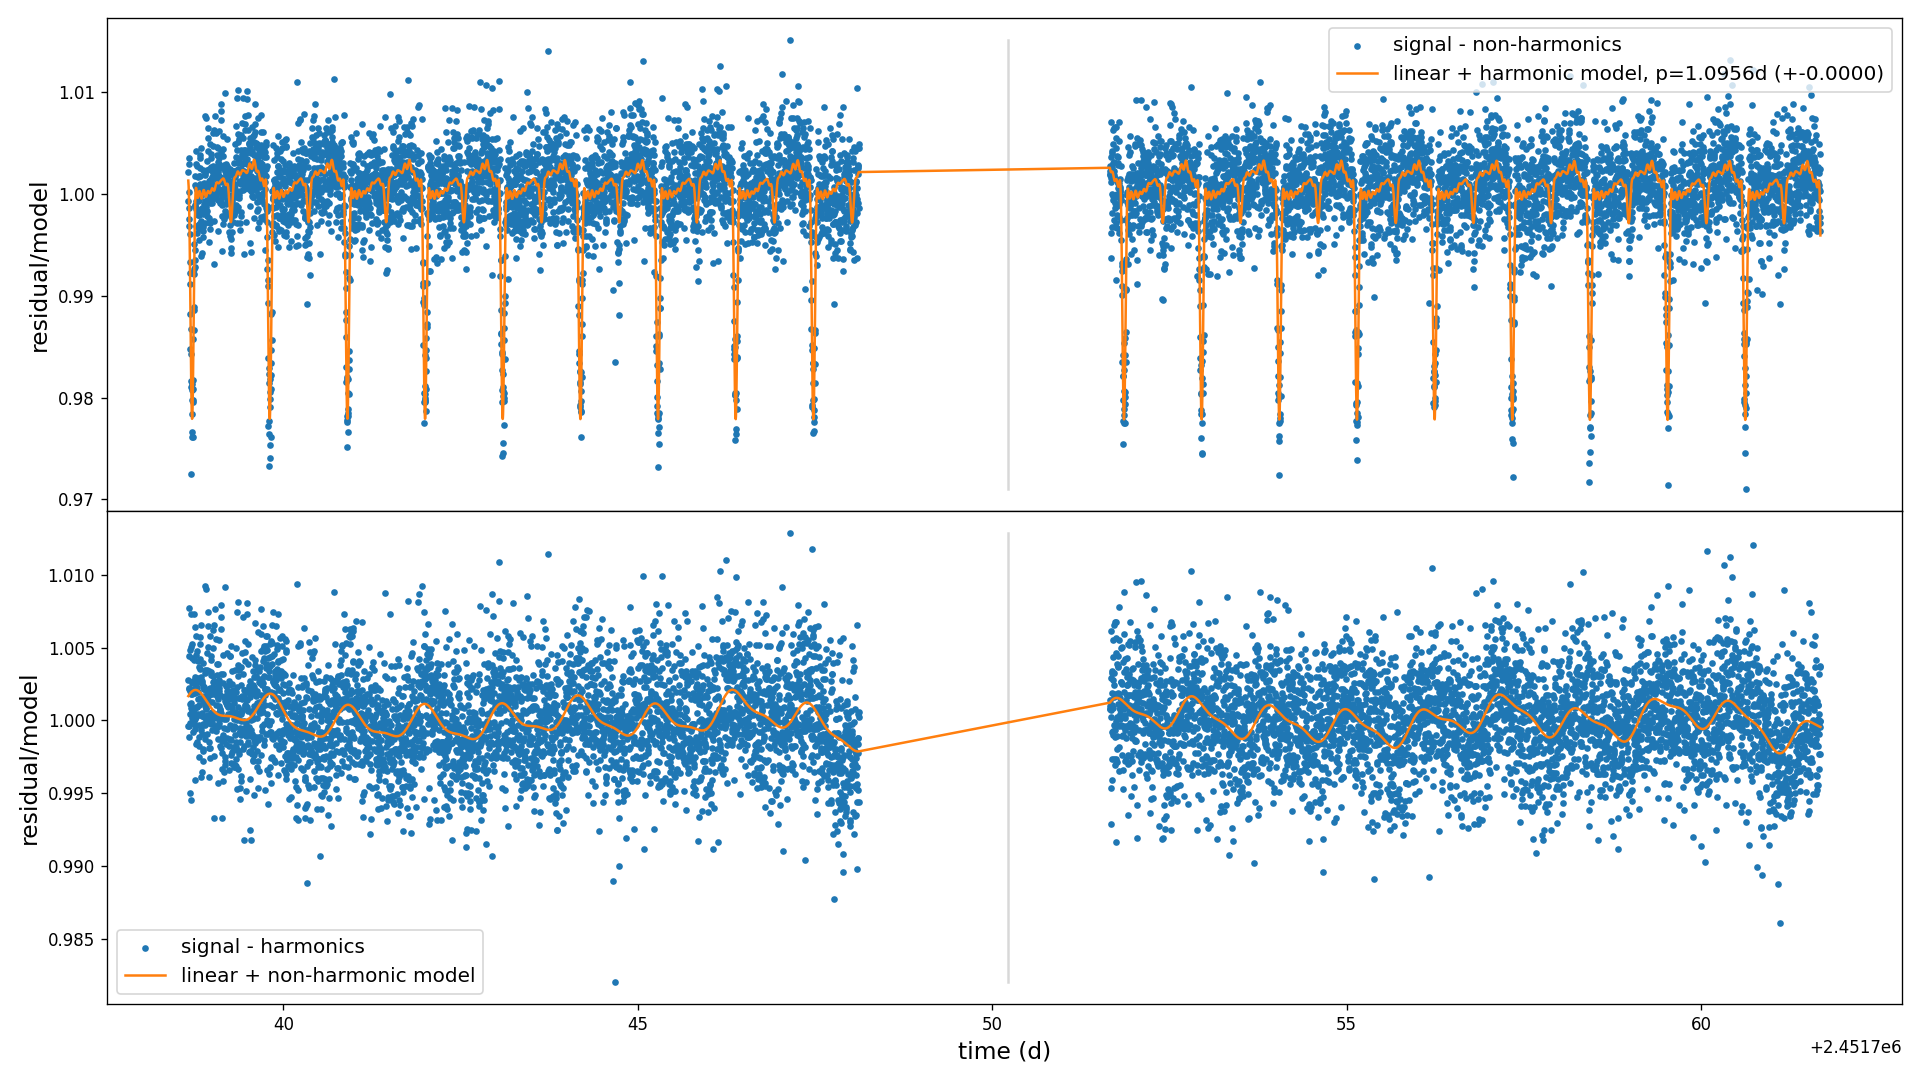 signal - non-harmonics
linear + harmonic model, p=1.0956d (+-0.0000)
1.01
1.00
0.99
0.98
0.97
residual/model
1.010
1.005
1.000
0.995
0.990
0.985
residual/model
signal - harmonics
linear + non-harmonic model
40
45
50
55
60
time (d)
+2.4517e6